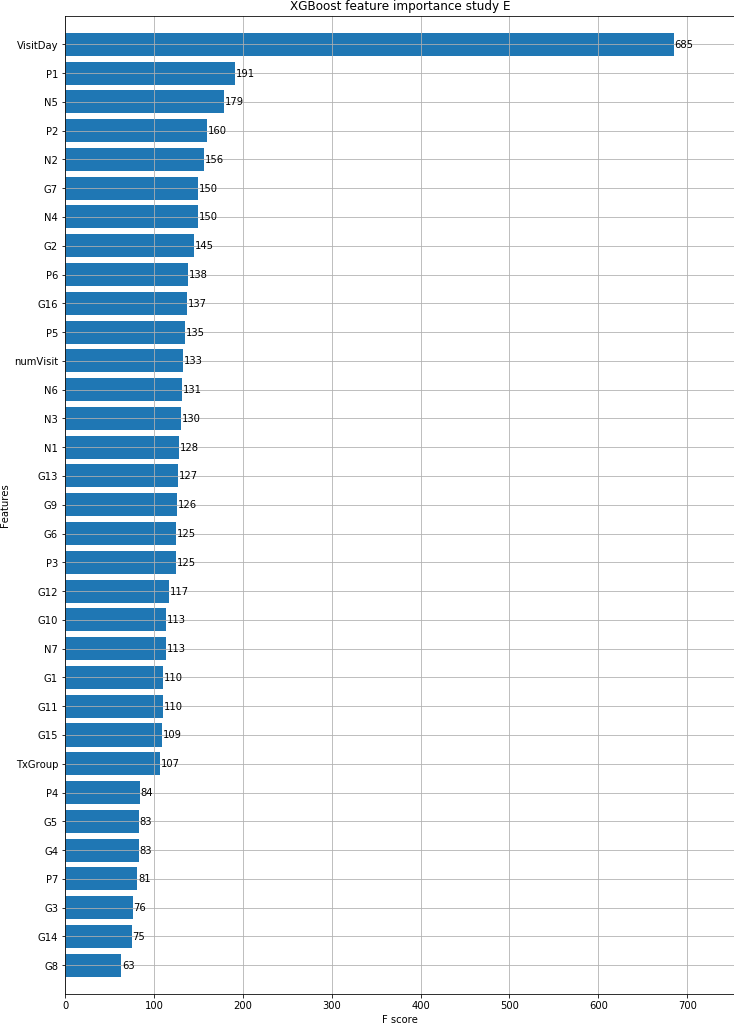 XGBoost feature importance study E
VisitDay 685
P1 191
N5 179
P2 160
N2 156
G7 150
N4 150
G2 145
P6 138
G16 137
P5 135
numVisit 133
N6 131
N3 130
N1 128
G13 127
G9 126
G6 125
P3 125
G12 117
G10 113
N7 113
G1 110
G11 110
G15 109
TxGroup 107
P4 84
G5 83
G4 83
P7 81
G3 76
G14 75
G8 63
Features
0 100 200 300 400 500 600 700
F score